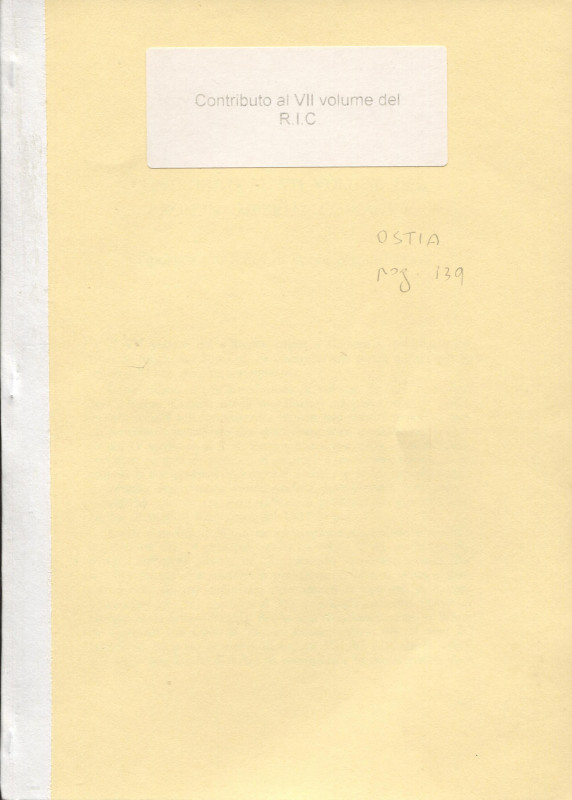 Contributo al VII volume del
R.I.C.
OSTIA
pag 139